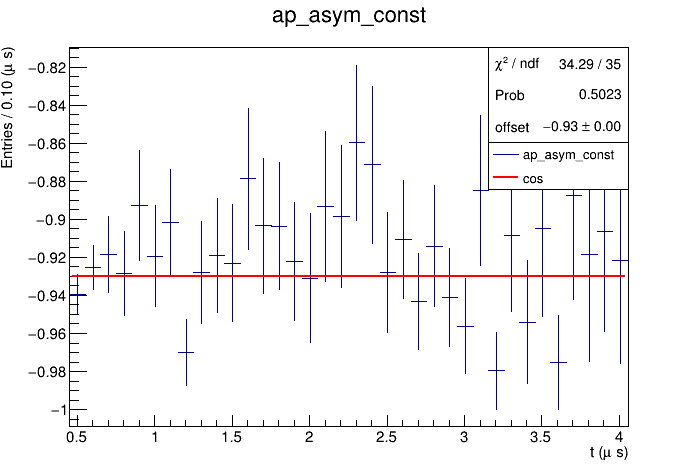 ap_asym_const
Entries / 0.10 (μ s)
χ² / ndf 34.29 / 35
Prob 0.5023
offset −0.93 ± 0.00
ap_asym_const
cos
−0.82
−0.84
−0.86
−0.88
−0.9
−0.92
−0.94
−0.96
−0.98
−1
0.5 1 1.5 2 2.5 3 3.5 4
t (μ s)